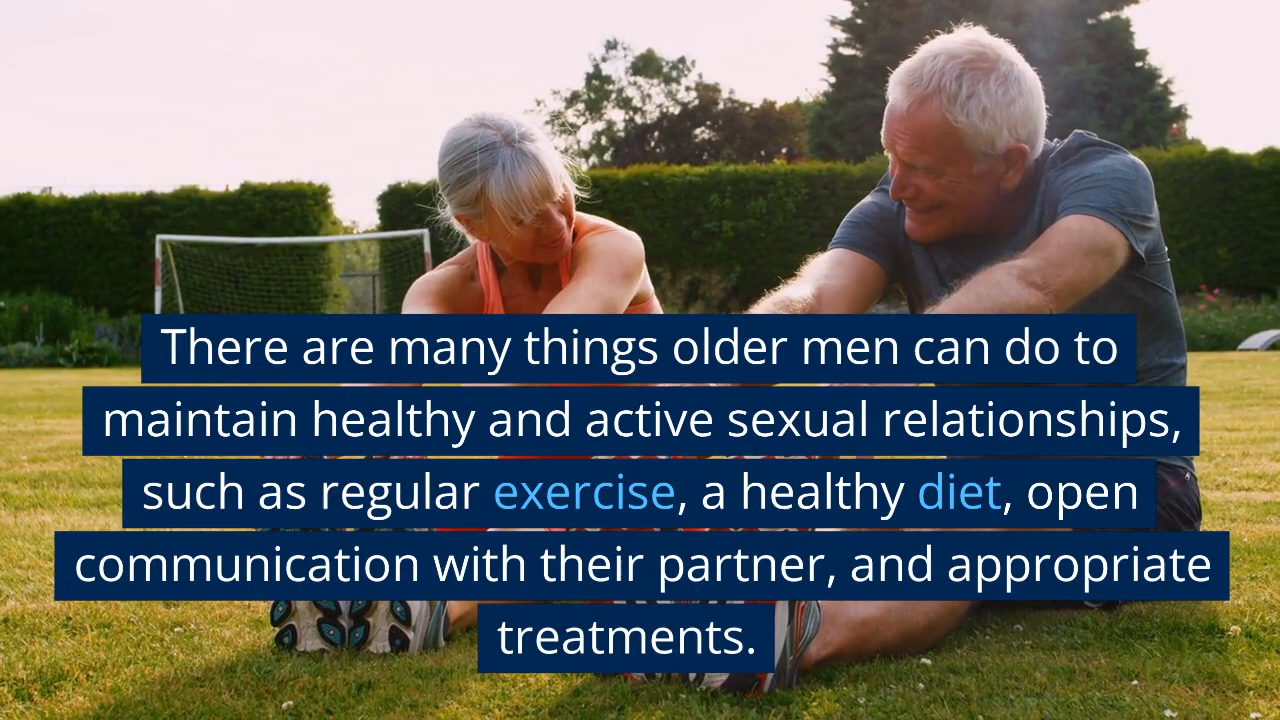 There are many things older men can do to
maintain healthy and active sexual relationships,
such as regular exercise, a healthy diet, open
communication with their partner, and appropriate
treatments.